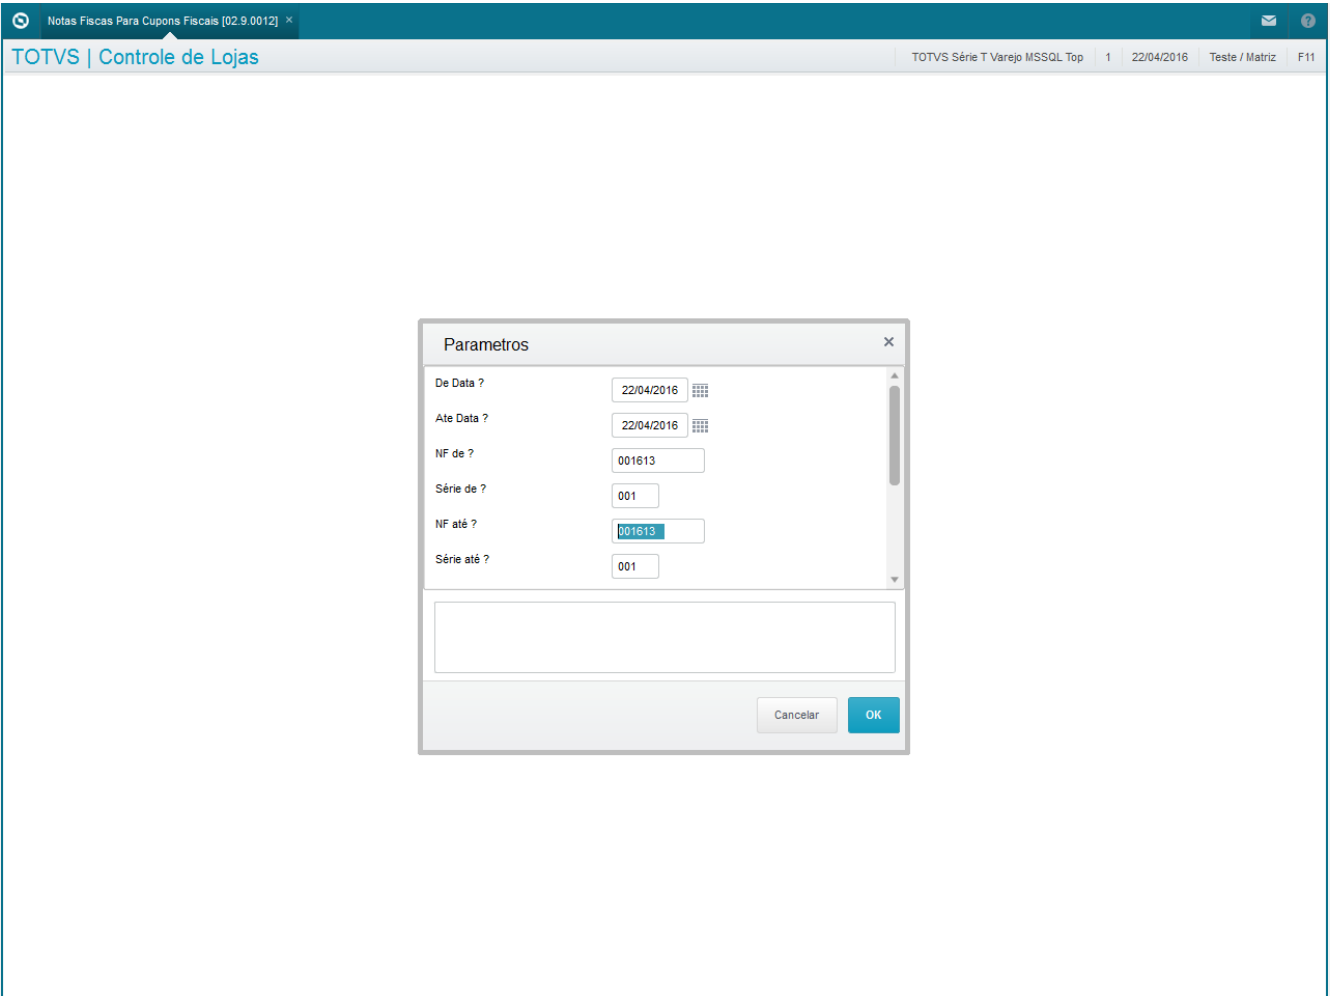 Notas Fiscas Para Cupons Fiscais [02.9.0012] ×
?
TOTVS | Controle de Lojas
TOTVS Série T Varejo MSSQL Top 1 22/04/2016 Teste / Matriz F11
Parametros ×
De Data ? 22/04/2016
Ate Data ? 22/04/2016
NF de ? 001613
Série de ? 001
NF até ? 001613
Série até ? 001
Cancelar OK